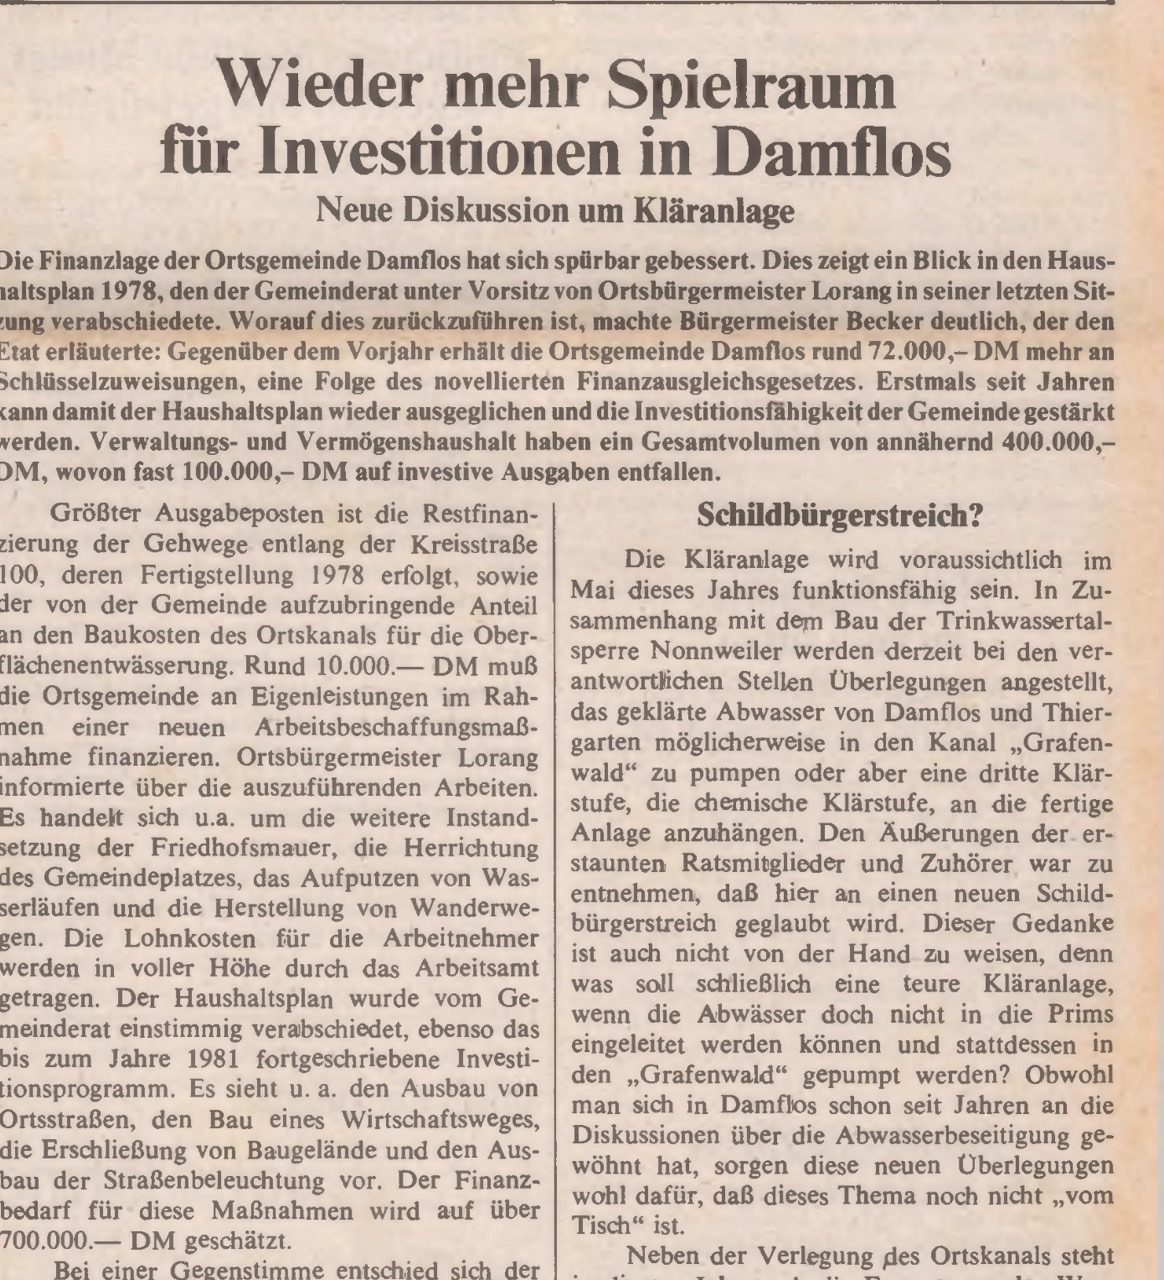 Wieder mehr Spielraum
für Investitionen in Damflos
Neue Diskussion um Kläranlage
Die Finanzlage der Ortsgemeinde Damflos hat sich spürbar gebessert. Dies zeigt ein Blick in den Haus-
haltsplan 1978, den der Gemeinderat unter Vorsitz von Ortsbürgermeister Lorang in seiner letzten Sit-
zung verabschiedete. Worauf dies zurückzuführen ist, machte Bürgermeister Becker deutlich, der den
Etat erläuterte: Gegenüber dem Vorjahr erhält die Ortsgemeinde Damflos rund 72.000,– DM mehr an
Schlüsselzuweisungen, eine Folge des novellierten Finanzausgleichsgesetzes. Erstmals seit Jahren
kann damit der Haushaltsplan wieder ausgeglichen und die Investitionsfähigkeit der Gemeinde gestärkt
werden. Verwaltungs- und Vermögenshaushalt haben ein Gesamtvolumen von annähernd 400.000,–
DM, wovon fast 100.000,– DM auf investive Ausgaben entfallen.
Größter Ausgabeposten ist die Restfinan-
zierung der Gehwege entlang der Kreisstraße
100, deren Fertigstellung 1978 erfolgt, sowie
der von der Gemeinde aufzubringende Anteil
an den Baukosten des Ortskanals für die Ober-
flächenentwässerung. Rund 10.000.— DM muß
die Ortsgemeinde an Eigenleistungen im Rah-
men einer neuen Arbeitsbeschaffungsmaß-
nahme finanzieren. Ortsbürgermeister Lorang
informierte über die auszuführenden Arbeiten.
Es handelt sich u.a. um die weitere Instand-
setzung der Friedhofsmauer, die Herrichtung
des Gemeindeplatzes, das Aufputzen von Was-
serläufen und die Herstellung von Wanderwe-
gen. Die Lohnkosten für die Arbeitnehmer
werden in voller Höhe durch das Arbeitsamt
getragen. Der Haushaltsplan wurde vom Ge-
meinderat einstimmig verabschiedet, ebenso das
bis zum Jahre 1981 fortgeschriebene Investi-
tionsprogramm. Es sieht u. a. den Ausbau von
Ortsstraßen, den Bau eines Wirtschaftsweges,
die Erschließung von Baugelände und den Aus-
bau der Straßenbeleuchtung vor. Der Finanz-
bedarf für diese Maßnahmen wird auf über
700.000.— DM geschätzt.
Bei einer Gegenstimme entschied sich der
Schildbürgerstreich?
Die Kläranlage wird voraussichtlich im
Mai dieses Jahres funktionsfähig sein. In Zu-
sammenhang mit dem Bau der Trinkwassertal-
sperre Nonnweiler werden derzeit bei den ver-
antwortlichen Stellen Überlegungen angestellt,
das geklärte Abwasser von Damflos und Thier-
garten möglicherweise in den Kanal „Grafen-
wald“ zu pumpen oder aber eine dritte Klär-
stufe, die chemische Klärstufe, an die fertige
Anlage anzuhängen. Den Äußerungen der er-
staunten Ratsmitglieder und Zuhörer war zu
entnehmen, daß hier an einen neuen Schild-
bürgerstreich geglaubt wird. Dieser Gedanke
ist auch nicht von der Hand zu weisen, denn
was soll schließlich eine teure Kläranlage,
wenn die Abwässer doch nicht in die Prims
eingeleitet werden können und stattdessen in
den „Grafenwald“ gepumpt werden? Obwohl
man sich in Damflos schon seit Jahren an die
Diskussionen über die Abwasserbeseitigung ge-
wöhnt hat, sorgen diese neuen Überlegungen
wohl dafür, daß dieses Thema noch nicht „vom
Tisch“ ist.
Neben der Verlegung des Ortskanals steht